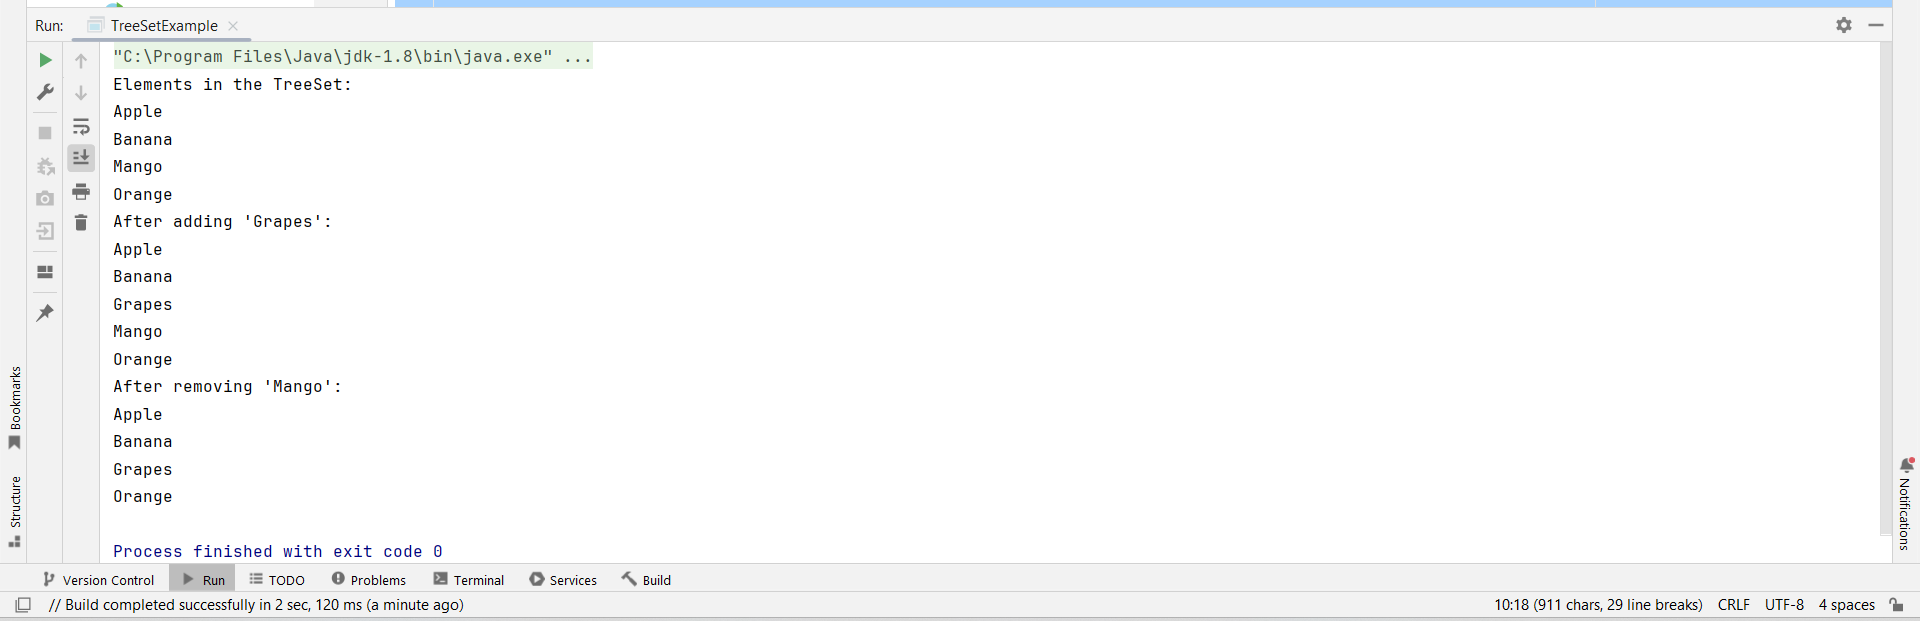 Run: TreeSetExample
"C:\Program Files\Java\jdk-1.8\bin\java.exe" ...
Elements in the TreeSet:
Apple
Banana
Mango
Orange
After adding 'Grapes':
Apple
Banana
Grapes
Mango
Orange
After removing 'Mango':
Apple
Banana
Grapes
Orange
Process finished with exit code 0
Bookmarks
Structure
Notifications
Version Control Run TODO Problems Terminal Services Build
// Build completed successfully in 2 sec, 120 ms (a minute ago) 10:18 (911 chars, 29 line breaks) CRLF UTF-8 4 spaces